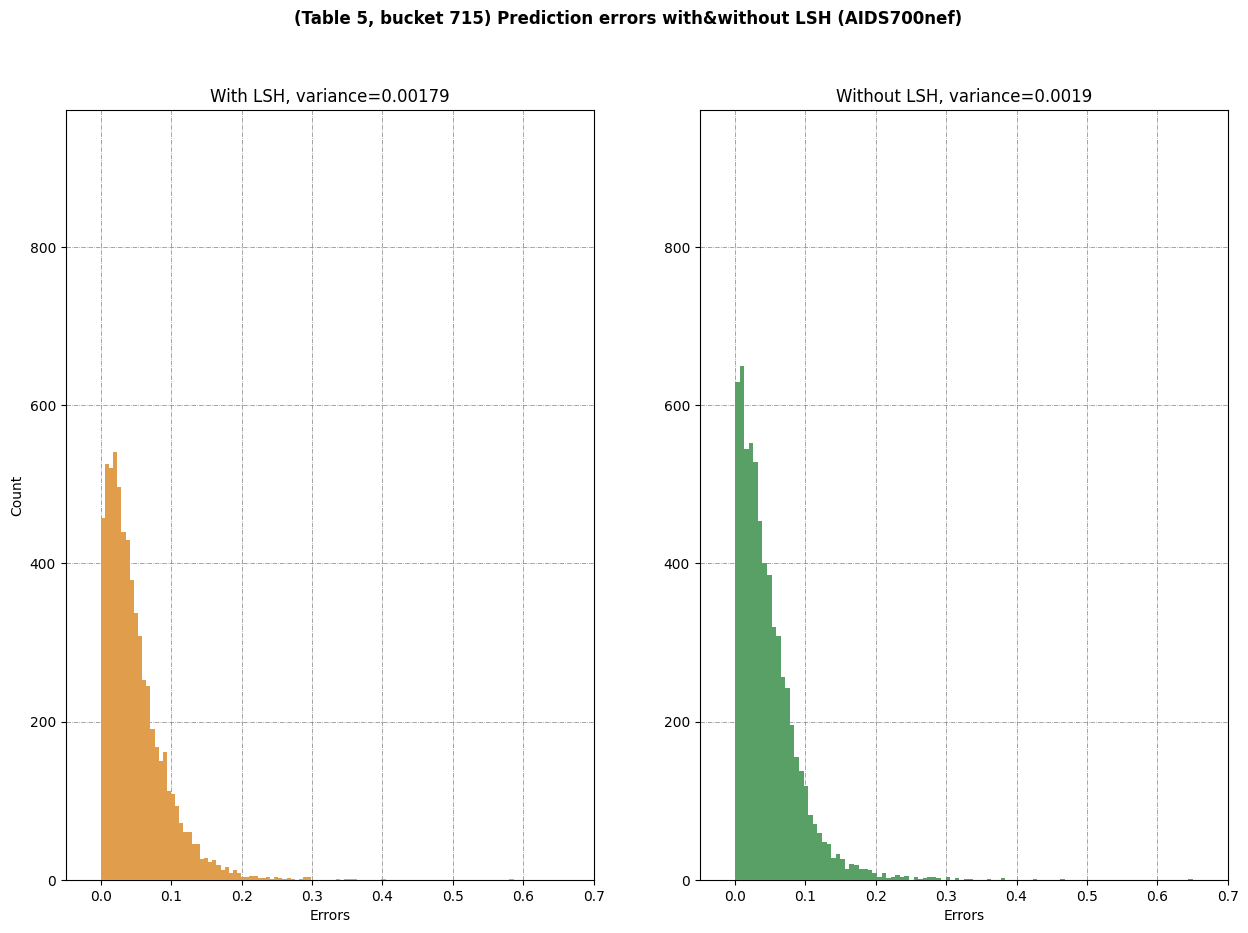 (Table 5, bucket 715) Prediction errors with&without LSH (AIDS700nef)
With LSH, variance=0.00179
Count
800
600
400
200
0
0.0 0.1 0.2 0.3 0.4 0.5 0.6 0.7
Errors
Without LSH, variance=0.0019
800
600
400
200
0
0.0 0.1 0.2 0.3 0.4 0.5 0.6 0.7
Errors